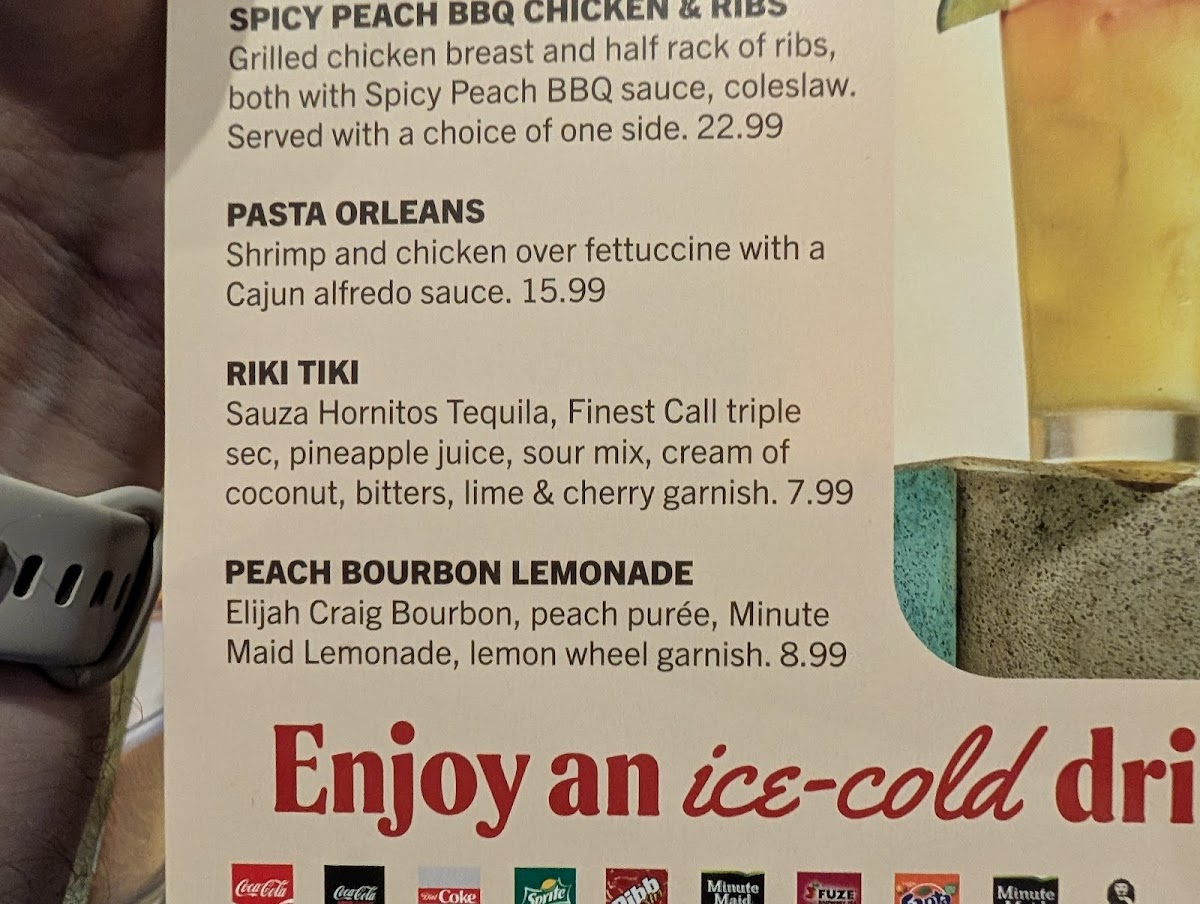 SPICY PEACH BBQ CHICKEN & RIBS
Grilled chicken breast and half rack of ribs,
both with Spicy Peach BBQ sauce, coleslaw.
Served with a choice of one side. 22.99
PASTA ORLEANS
Shrimp and chicken over fettuccine with a
Cajun alfredo sauce. 15.99
RIKI TIKI
Sauza Hornitos Tequila, Finest Call triple
sec, pineapple juice, sour mix, cream of
coconut, bitters, lime & cherry garnish. 7.99
PEACH BOURBON LEMONADE
Elijah Craig Bourbon, peach purée, Minute
Maid Lemonade, lemon wheel garnish. 8.99
Enjoy an ice-cold dri
Coca-Cola
Coca-Cola
Diet Coke
Sprite
Pibb
Minute
Maid
FUZE
Fanta
Minute